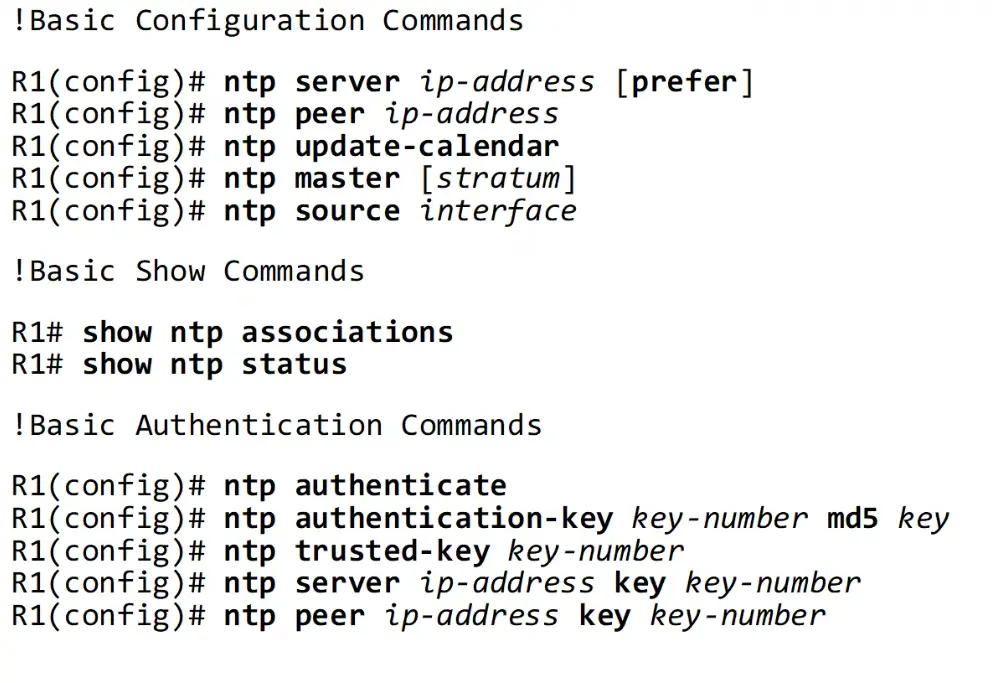 !Basic Configuration Commands
R1(config)# ntp server ip-address [prefer]
R1(config)# ntp peer ip-address
R1(config)# ntp update-calendar
R1(config)# ntp master [stratum]
R1(config)# ntp source interface
!Basic Show Commands
R1# show ntp associations
R1# show ntp status
!Basic Authentication Commands
R1(config)# ntp authenticate
R1(config)# ntp authentication-key key-number md5 key
R1(config)# ntp trusted-key key-number
R1(config)# ntp server ip-address key key-number
R1(config)# ntp peer ip-address key key-number